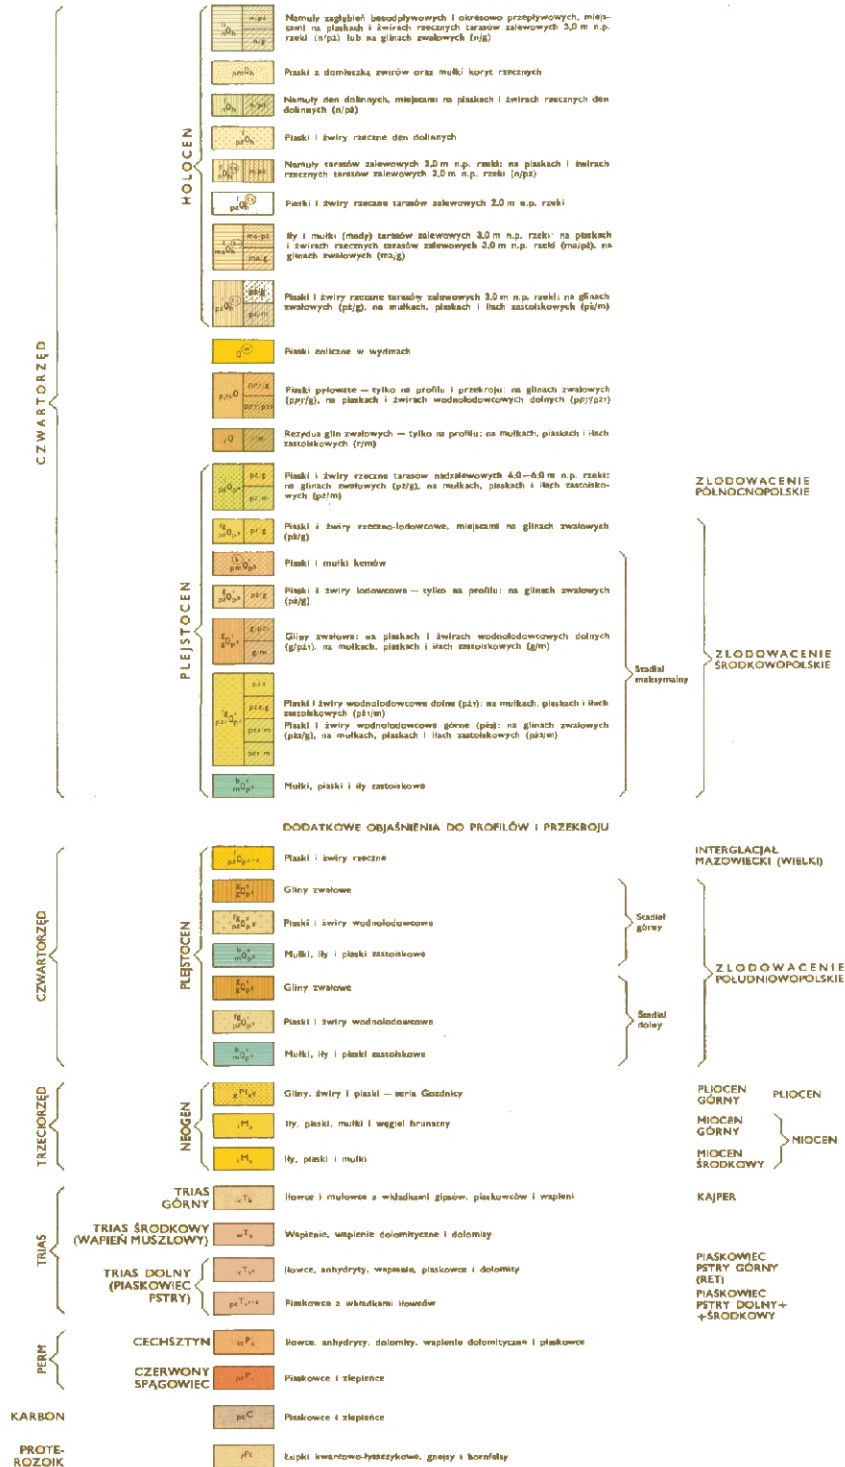 CZWARTORZĘD
HOLOCEN
Namuły zagłębień bezodpływowych i okresowo przepływowych, miejs-
cami na piaskach i żwirach rzecznych tarasów zalewowych 3,0 m n.p.
rzeki (n/pż) lub na glinach zwałowych (n/g)
Piaski z domieszką żwirów oraz mułki koryt rzecznych
Namuły den dolinnych, miejscami na piaskach i żwirach rzecznych den
dolinnych (n/pż)
Piaski i żwiry rzeczne den dolinnych
Namuły tarasów zalewowych 2,0 m n.p. rzeki; na piaskach i żwirach
rzecznych tarasów zalewowych 2,0 m n.p. rzeki (n/pż)
Piaski i żwiry rzeczne tarasów zalewowych 2,0 m n.p. rzeki
Iły i mułki (mady) tarasów zalewowych 3,0 m n.p. rzeki: na piaskach
i żwirach rzecznych tarasów zalewowych 3,0 m n.p. rzeki (ma/pż), na
glinach zwałowych (ma/g)
Piaski i żwiry rzeczne tarasów zalewowych 3,0 m n.p. rzeki; na glinach
zwałowych (pż/g), na mułkach, piaskach i iłach zastoiskowych (pż/m)
Piaski eoliczne w wydmach
Piaski pyłowate — tylko na profilu i przekroju: na glinach zwałowych
(ppy/g), na piaskach i żwirach wodnolodowcowych dolnych (ppy/pż₁)
Rezydua glin zwałowych — tylko na profilu: na mułkach, piaskach i iłach
zastoiskowych (r/m)
PLEJSTOCEN
Piaski i żwiry rzeczne tarasów nadzalewowych 4,0—6,0 m n.p. rzeki:
na glinach zwałowych (pż/g), na mułkach, piaskach i iłach zastoisko-
wych (pż/m)
ZLODOWACENIE
PÓŁNOCNOPOLSKIE
Piaski i żwiry rzeczno-lodowcowe, miejscami na glinach zwałowych
(pż/g)
Piaski i mułki kemów
Piaski i żwiry lodowcowe — tylko na profilu: na glinach zwałowych
(pż/g)
Gliny zwałowe: na piaskach i żwirach wodnolodowcowych dolnych
(g/pż₁), na mułkach, piaskach i iłach zastoiskowych (g/m)
Stadiał
maksymalny
ZLODOWACENIE
ŚRODKOWOPOLSKIE
Piaski i żwiry wodnolodowcowe dolne (pż₁): na mułkach, piaskach i iłach
zastoiskowych (pż₁/m)
Piaski i żwiry wodnolodowcowe górne (pż₂): na glinach zwałowych
(pż₂/g), na mułkach, piaskach i iłach zastoiskowych (pż₂/m)
Mułki, piaski i iły zastoiskowe
DODATKOWE OBJAŚNIENIA DO PROFILÓW I PRZEKROJU
CZWARTORZĘD
PLEJSTOCEN
Piaski i żwiry rzeczne
INTERGLACJAŁ
MAZOWIECKI (WIELKI)
Gliny zwałowe
Piaski i żwiry wodnolodowcowe
Mułki, iły i piaski zastoiskowe
Stadiał
górny
Gliny zwałowe
Piaski i żwiry wodnolodowcowe
Mułki, iły i piaski zastoiskowe
Stadiał
dolny
ZLODOWACENIE
POŁUDNIOWOPOLSKIE
TRZECIORZĘD
NEOGEN
Gliny, żwiry i piaski — seria Gozdnicy
PLIOCEN
GÓRNY
PLIOCEN
Iły, piaski, mułki i węgiel brunatny
MIOCEN
GÓRNY
MIOCEN
Iły, piaski i mułki
MIOCEN
ŚRODKOWY
TRIAS
TRIAS
GÓRNY
Iłowce i mułowce z wkładkami gipsów, piaskowców i wapieni
KAJPER
TRIAS ŚRODKOWY
(WAPIEŃ MUSZLOWY)
Wapienie, wapienie dolomityczne i dolomity
TRIAS DOLNY
(PIASKOWIEC
PSTRY)
Iłowce, anhydryty, wapienie, piaskowce i dolomity
PIASKOWIEC
PSTRY GÓRNY
(RET)
Piaskowce z wkładkami iłowców
PIASKOWIEC
PSTRY DOLNY+
+ŚRODKOWY
PERM
CECHSZTYN
Iłowce, anhydryty, dolomity, wapienie dolomityczne i piaskowce
CZERWONY
SPĄGOWIEC
Piaskowce i zlepieńce
KARBON
Piaskowce i zlepieńce
PROTE-
ROZOIK
Łupki kwarcowo-łyszczykowe, gnejsy i hornfelsy